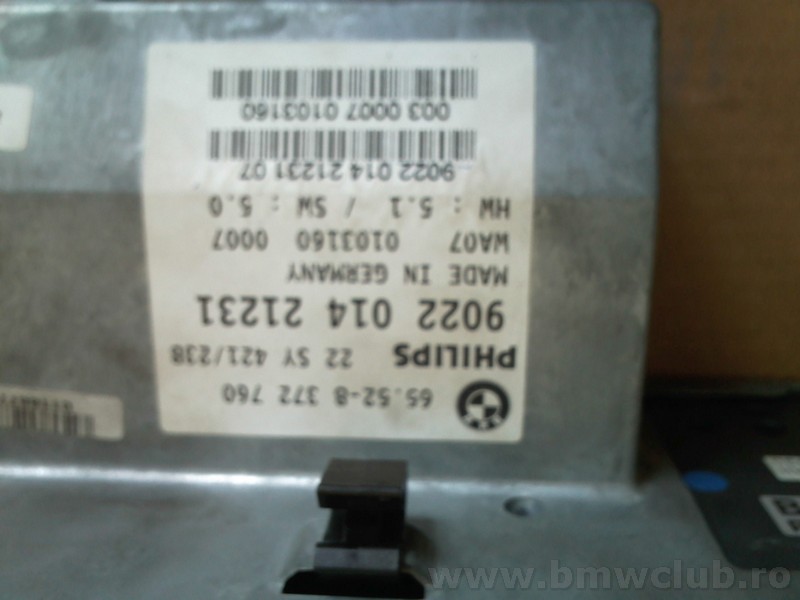 65.52-8 372 760
PHILIPS 22 SY 421/238
9022 014 21231
MADE IN GERMANY
WA07 0103160 0007
HW : 5.1 / SW : 5.0
9022 014 21231 07
003 0007 0103160
www.bmwclub.ro